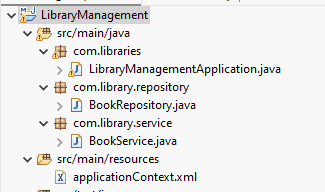 LibraryManagement
src/main/java
com.libraries
LibraryManagementApplication.java
com.library.repository
BookRepository.java
com.library.service
BookService.java
src/main/resources
applicationContext.xml